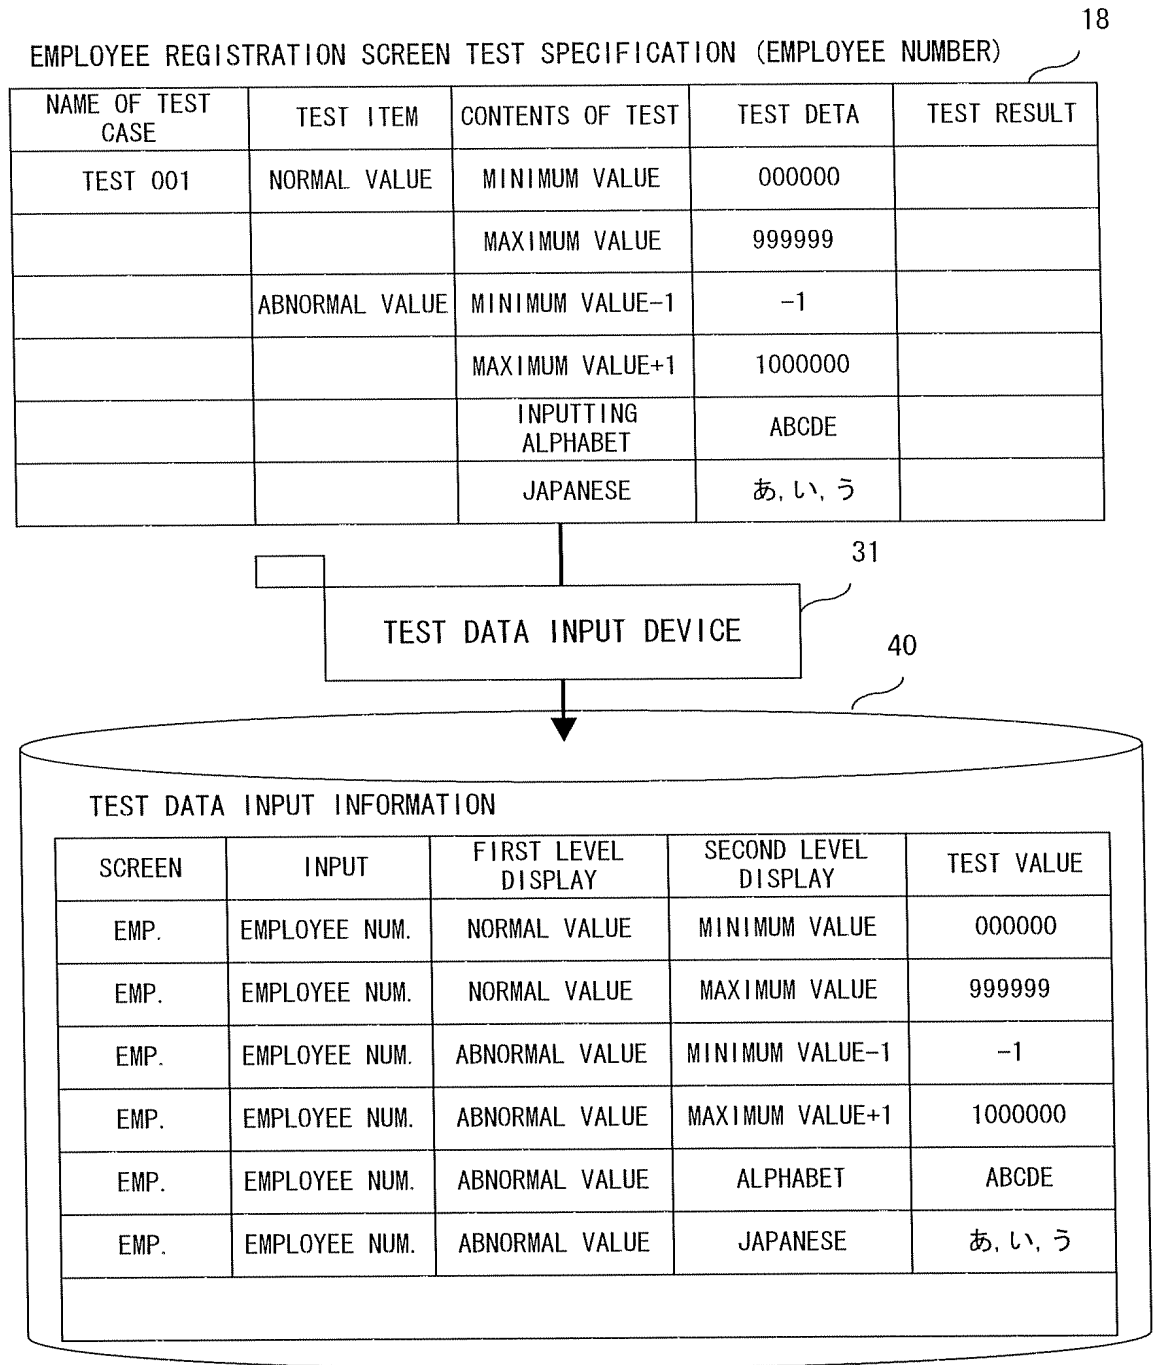 18
EMPLOYEE REGISTRATION SCREEN TEST SPECIFICATION (EMPLOYEE NUMBER)
NAME OF TEST CASE TEST ITEM CONTENTS OF TEST TEST DETA TEST RESULT
TEST 001 NORMAL VALUE MINIMUM VALUE 000000
MAXIMUM VALUE 999999
ABNORMAL VALUE MINIMUM VALUE-1 -1
MAXIMUM VALUE+1 1000000
INPUTTING ALPHABET ABCDE
JAPANESE あ, い, う
31
TEST DATA INPUT DEVICE
40
TEST DATA INPUT INFORMATION
SCREEN INPUT FIRST LEVEL DISPLAY SECOND LEVEL DISPLAY TEST VALUE
EMP. EMPLOYEE NUM. NORMAL VALUE MINIMUM VALUE 000000
EMP. EMPLOYEE NUM. NORMAL VALUE MAXIMUM VALUE 999999
EMP. EMPLOYEE NUM. ABNORMAL VALUE MINIMUM VALUE-1 -1
EMP. EMPLOYEE NUM. ABNORMAL VALUE MAXIMUM VALUE+1 1000000
EMP. EMPLOYEE NUM. ABNORMAL VALUE ALPHABET ABCDE
EMP. EMPLOYEE NUM. ABNORMAL VALUE JAPANESE あ, い, う